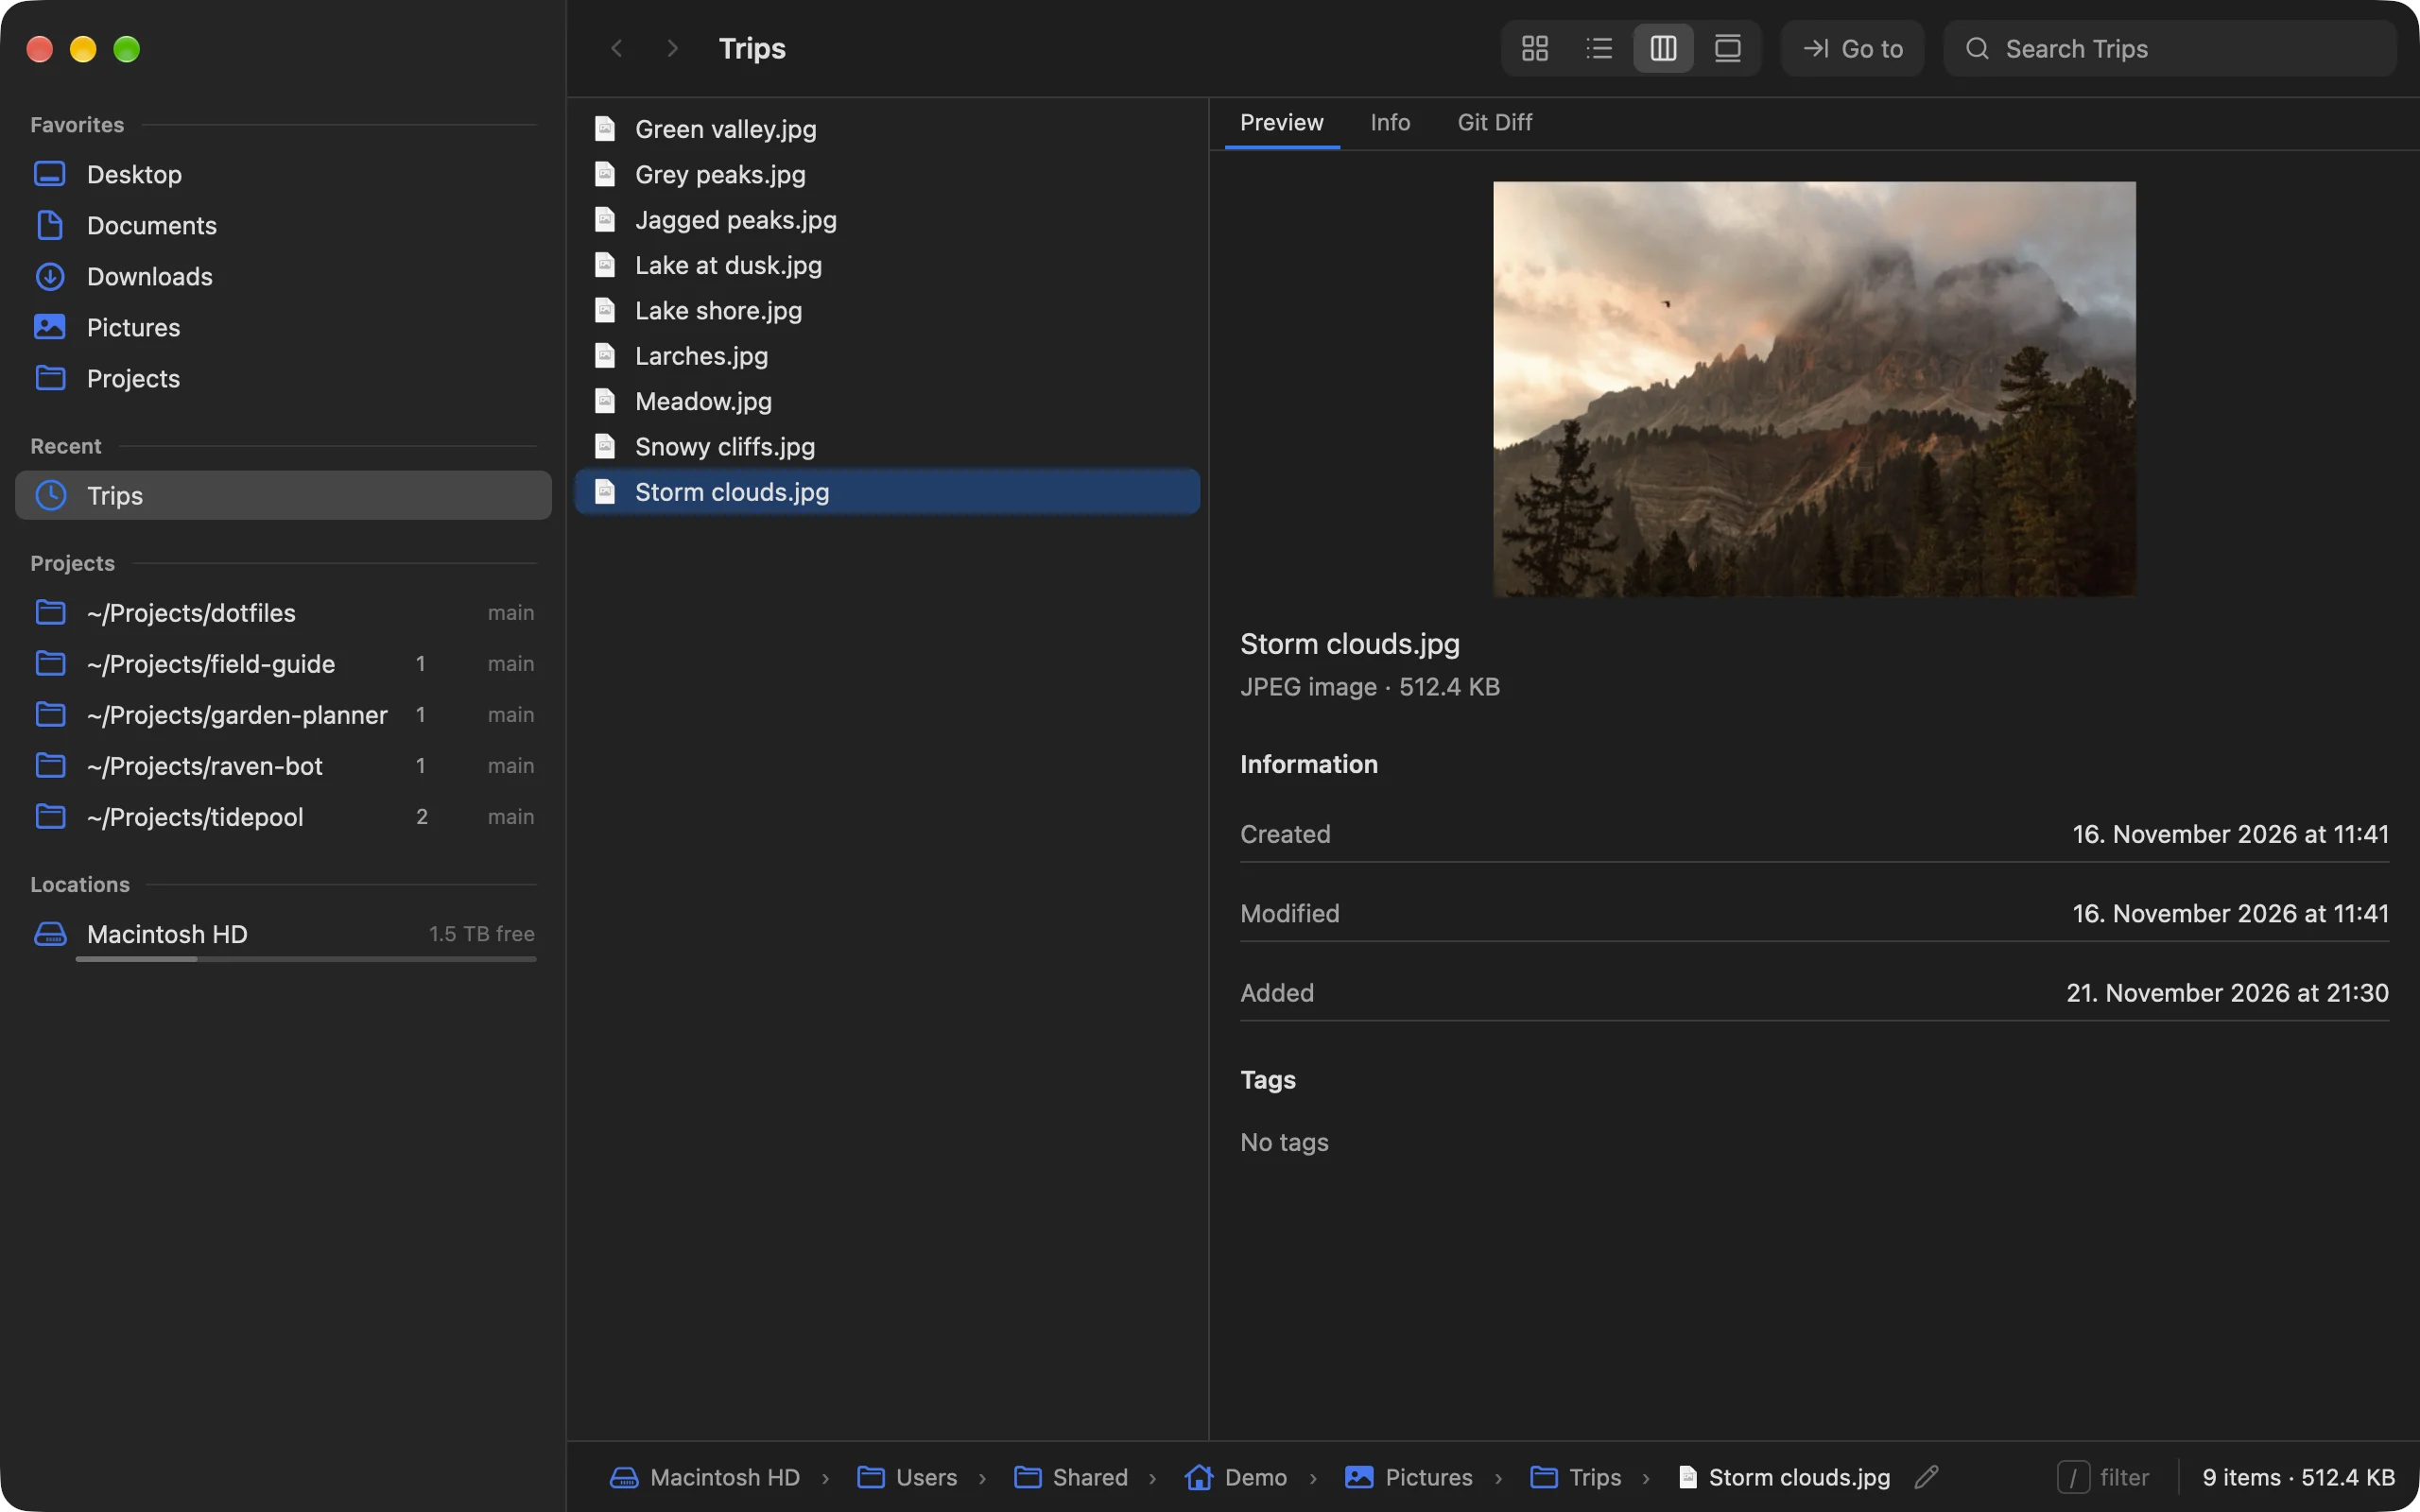 Trips
Go to
Search Trips
Favorites
Desktop
Documents
Downloads
Pictures
Projects
Recent
Trips
Projects
~/Projects/dotfiles main
~/Projects/field-guide 1 main
~/Projects/garden-planner 1 main
~/Projects/raven-bot 1 main
~/Projects/tidepool 2 main
Locations
Macintosh HD 1.5 TB free
Green valley.jpg
Grey peaks.jpg
Jagged peaks.jpg
Lake at dusk.jpg
Lake shore.jpg
Larches.jpg
Meadow.jpg
Snowy cliffs.jpg
Storm clouds.jpg
Preview Info Git Diff
Storm clouds.jpg
JPEG image · 512.4 KB
Information
Created 16. November 2026 at 11:41
Modified 16. November 2026 at 11:41
Added 21. November 2026 at 21:30
Tags
No tags
Macintosh HD › Users › Shared › Demo › Pictures › Trips › Storm clouds.jpg
/ filter
9 items · 512.4 KB